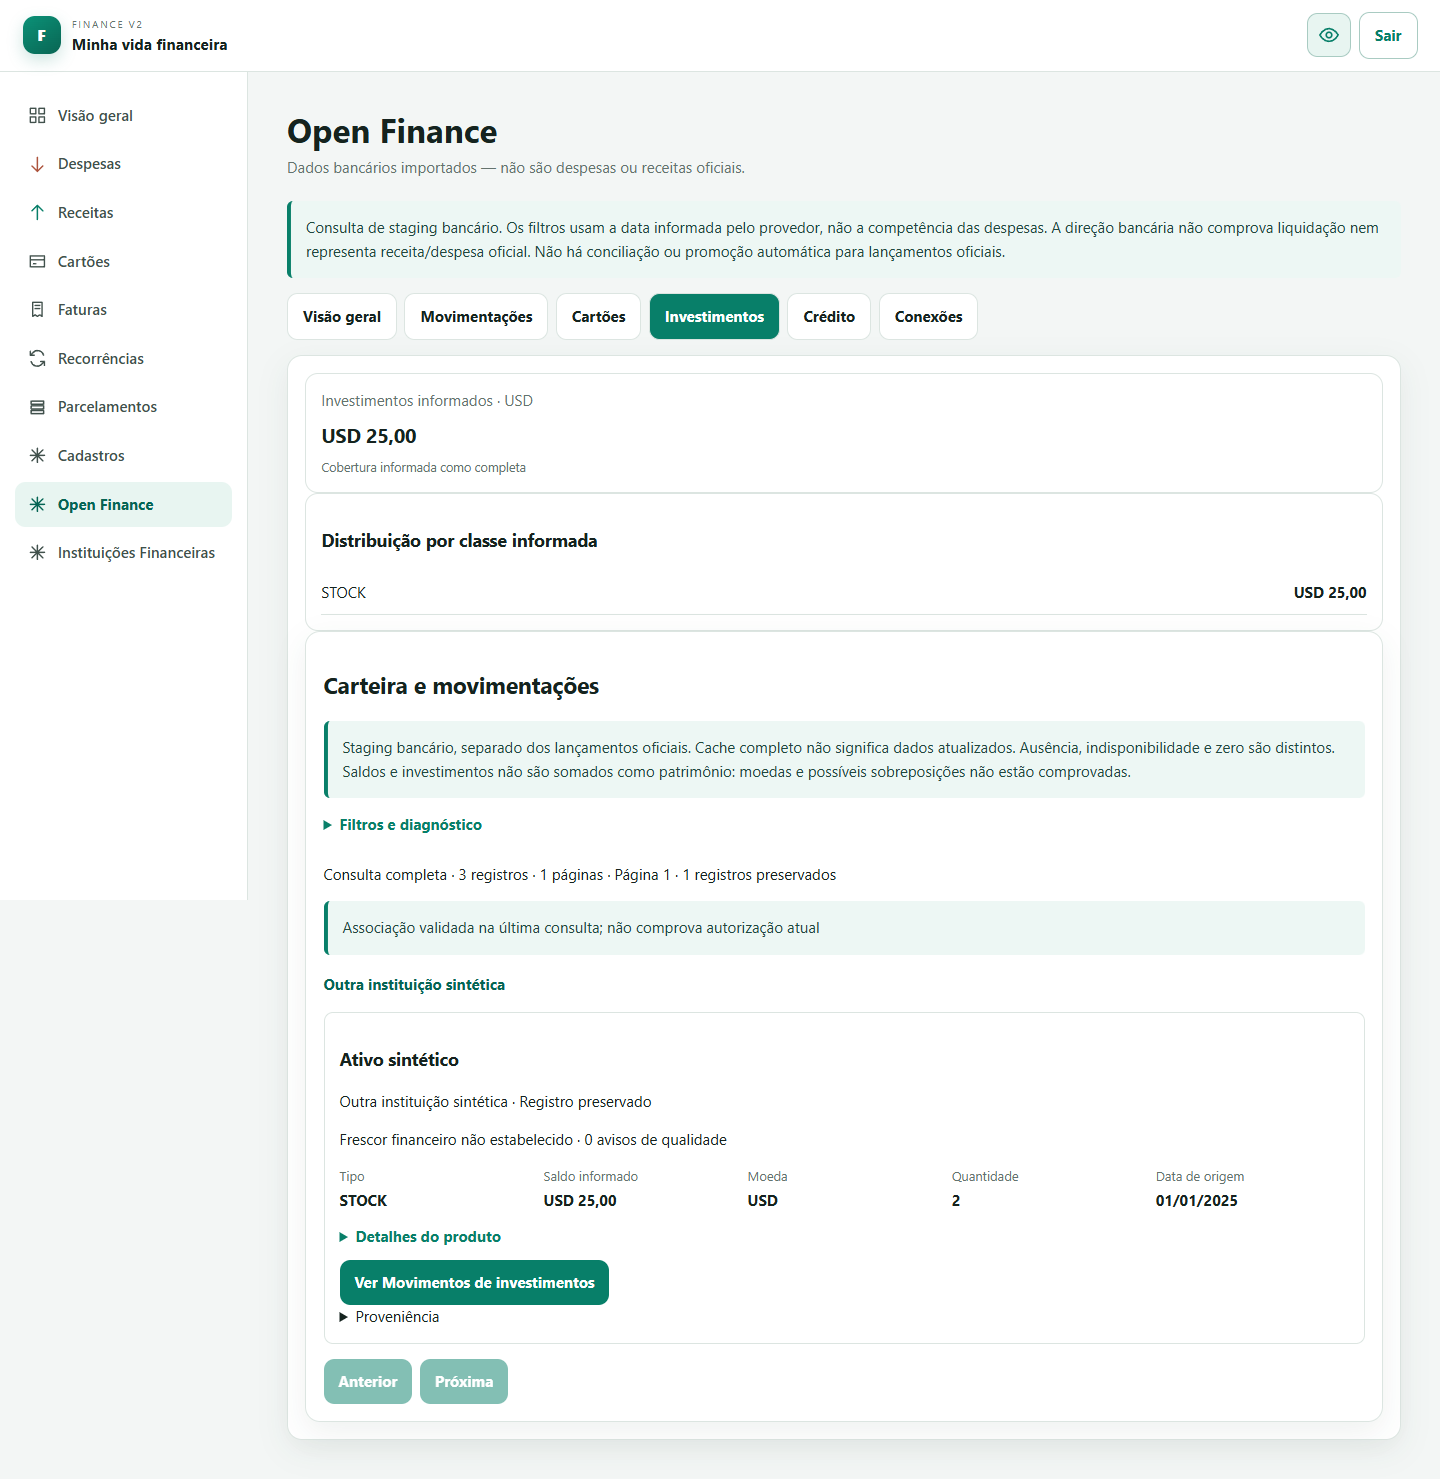 F
FINANCE V2
Minha vida financeira
Sair
Visão geral
Despesas
Receitas
Cartões
Faturas
Recorrências
Parcelamentos
Cadastros
Open Finance
Instituições Financeiras
Open Finance
Dados bancários importados — não são despesas ou receitas oficiais.
Consulta de staging bancário. Os filtros usam a data informada pelo provedor, não a competência das despesas. A direção bancária não comprova liquidação nem
representa receita/despesa oficial. Não há conciliação ou promoção automática para lançamentos oficiais.
Visão geral Movimentações Cartões Investimentos Crédito Conexões
Investimentos informados · USD
USD 25,00
Cobertura informada como completa
Distribuição por classe informada
STOCK USD 25,00
Carteira e movimentações
Staging bancário, separado dos lançamentos oficiais. Cache completo não significa dados atualizados. Ausência, indisponibilidade e zero são distintos.
Saldos e investimentos não são somados como patrimônio: moedas e possíveis sobreposições não estão comprovadas.
Filtros e diagnóstico
Consulta completa · 3 registros · 1 páginas · Página 1 · 1 registros preservados
Associação validada na última consulta; não comprova autorização atual
Outra instituição sintética
Ativo sintético
Outra instituição sintética · Registro preservado
Frescor financeiro não estabelecido · 0 avisos de qualidade
Tipo Saldo informado Moeda Quantidade Data de origem
STOCK USD 25,00 USD 2 01/01/2025
Detalhes do produto
Ver Movimentos de investimentos
Proveniência
Anterior Próxima